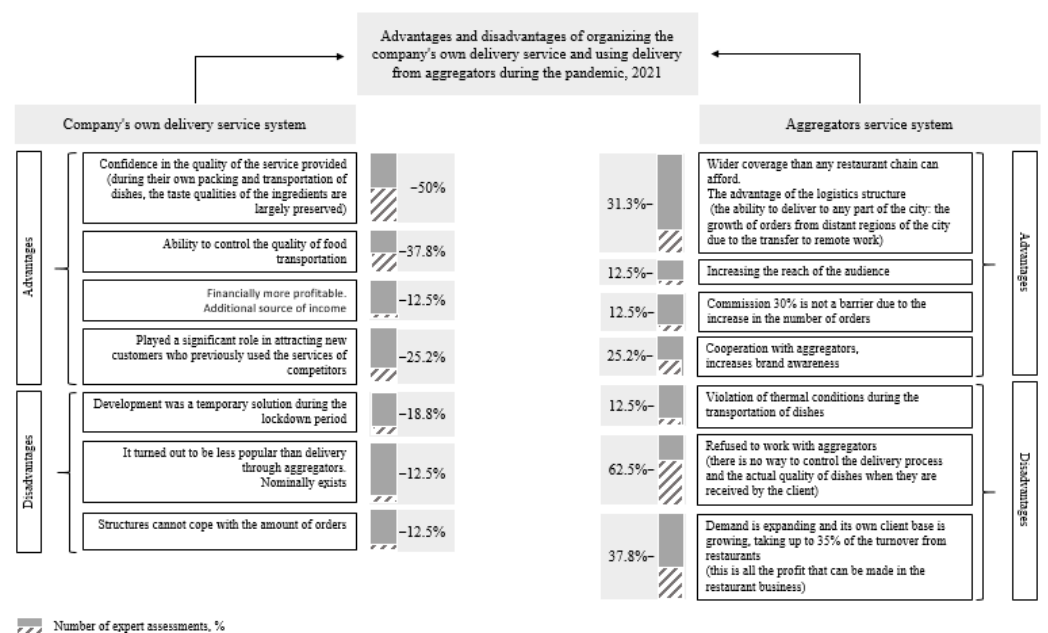 Advantages and disadvantages of organizing the
company's own delivery service and using delivery
from aggregators during the pandemic, 2021
Company's own delivery service system
Advantages
Confidence in the quality of the service provided
(during their own packing and transportation of
dishes, the taste qualities of the ingredients are
largely preserved)
–50%
Ability to control the quality of food
transportation
–37.8%
Financially more profitable.
Additional source of income
–12.5%
Played a significant role in attracting new
customers who previously used the services of
competitors
–25.2%
Disadvantages
Development was a temporary solution during the
lockdown period
–18.8%
It turned out to be less popular than delivery
through aggregators.
Nominally exists
–12.5%
Structures cannot cope with the amount of orders
–12.5%
Aggregators service system
Advantages
31.3%–
Wider coverage than any restaurant chain can
afford.
The advantage of the logistics structure
(the ability to deliver to any part of the city: the
growth of orders from distant regions of the city
due to the transfer to remote work)
12.5%–
Increasing the reach of the audience
12.5%–
Commission 30% is not a barrier due to the
increase in the number of orders
25.2%–
Cooperation with aggregators,
increases brand awareness
Disadvantages
12.5%–
Violation of thermal conditions during the
transportation of dishes
62.5%–
Refused to work with aggregators
(there is no way to control the delivery process
and the actual quality of dishes when they are
received by the client)
37.8%–
Demand is expanding and its own client base is
growing, taking up to 35% of the turnover from
restaurants
(this is all the profit that can be made in the
restaurant business)
Number of expert assessments, %